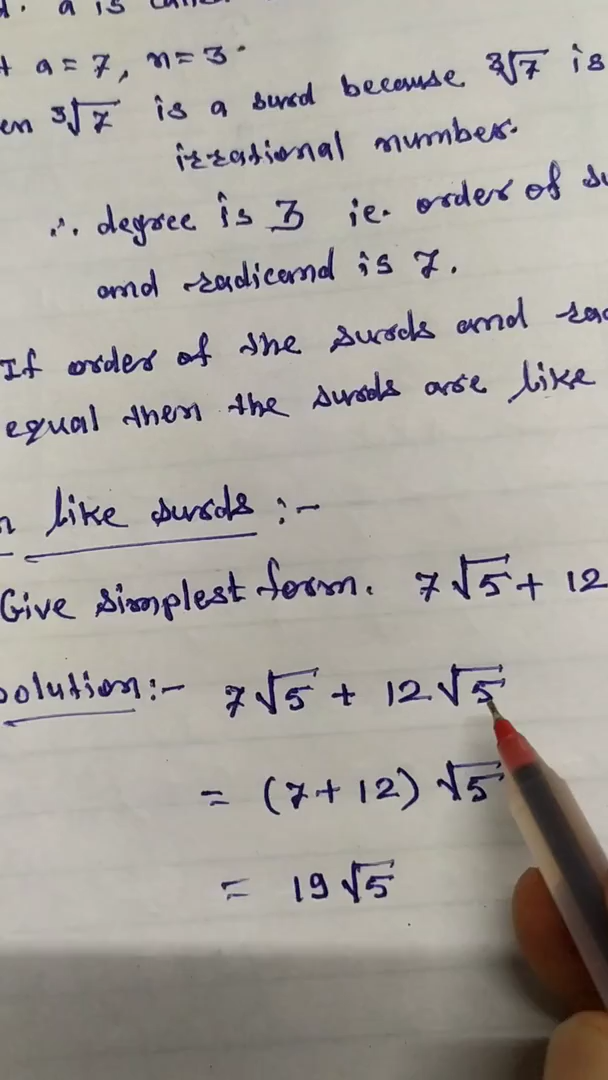 a is
a = 7, n = 3.
∛7 is a surd because ∛7 is
irrational number.
∴ degree is 3 ie. order of
and radicand is 7.
If order of the surds and
equal then the surds are like
like surds :-
Give simplest form. 7√5 + 12
solution :- 7√5 + 12√5
= (7 + 12) √5
= 19√5